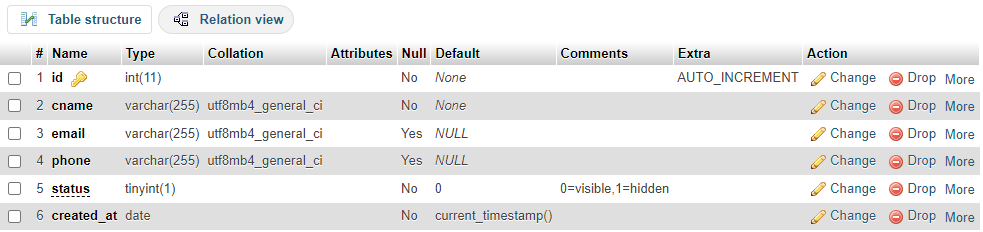 Table structure Relation view
# Name Type Collation Attributes Null Default Comments Extra Action
1 id int(11) No None AUTO_INCREMENT Change Drop More
2 cname varchar(255) utf8mb4_general_ci No None Change Drop More
3 email varchar(255) utf8mb4_general_ci Yes NULL Change Drop More
4 phone varchar(255) utf8mb4_general_ci Yes NULL Change Drop More
5 status tinyint(1) No 0 0=visible,1=hidden Change Drop More
6 created_at date No current_timestamp() Change Drop More